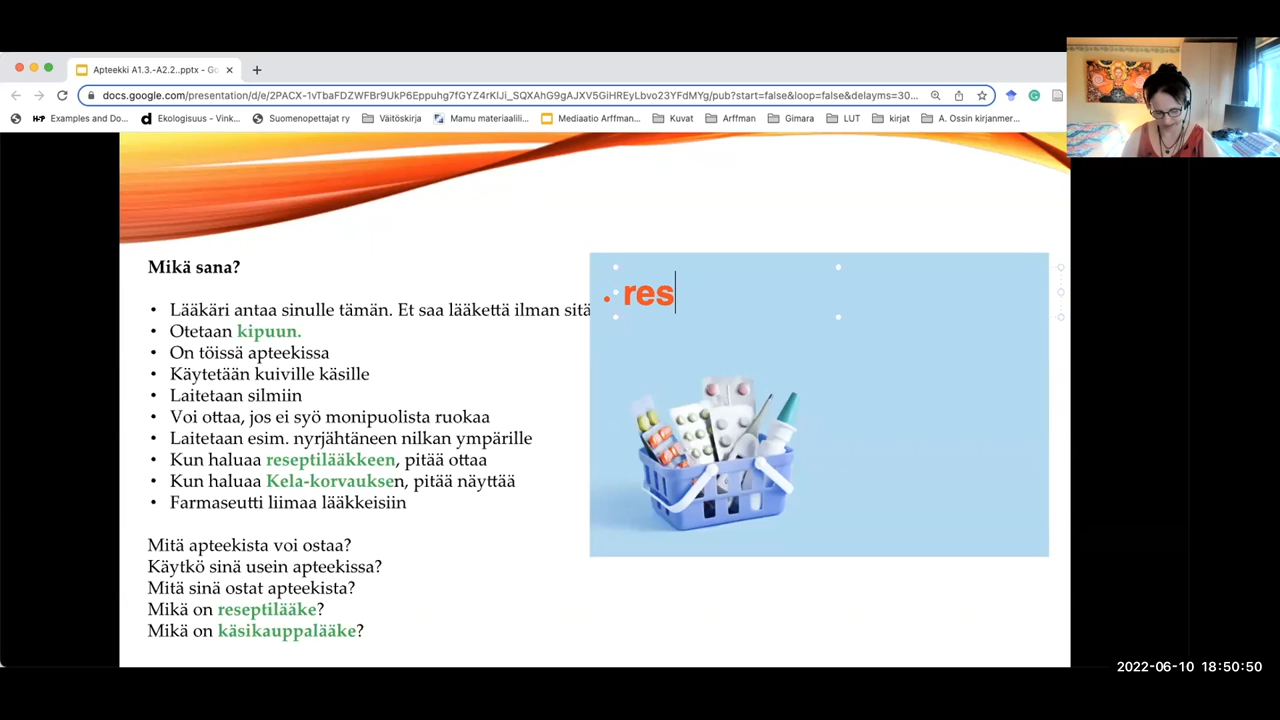 Apteekki A1.3.-A2.2..pptx - Go
docs.google.com/presentation/d/e/2PACX-1vTbaFDZWFBr9UkP6Eppuhg7fGYZ4rKIJi_SQXAhG9gAJXV5GiHREyLbvo23YFdMYg/pub?start=false&loop=false&delayms=30...
Examples and Do... Ekologisuus - Vink... Suomenopettajat ry Väitöskirja Mamu materiaalili... Mediaatio Arffman... Kuvat Arffman Gimara LUT kirjat A. Ossin kirjanmer...
Mikä sana?
• Lääkäri antaa sinulle tämän. Et saa lääkettä ilman sitä
• Otetaan kipuun.
• On töissä apteekissa
• Käytetään kuiville käsille
• Laitetaan silmiin
• Voi ottaa, jos ei syö monipuolista ruokaa
• Laitetaan esim. nyrjähtäneen nilkan ympärille
• Kun haluaa reseptilääkkeen, pitää ottaa
• Kun haluaa Kela-korvauksen, pitää näyttää
• Farmaseutti liimaa lääkkeisiin
Mitä apteekista voi ostaa?
Käytkö sinä usein apteekissa?
Mitä sinä ostat apteekista?
Mikä on reseptilääke?
Mikä on käsikauppalääke?
• res
2022-06-10 18:50:50